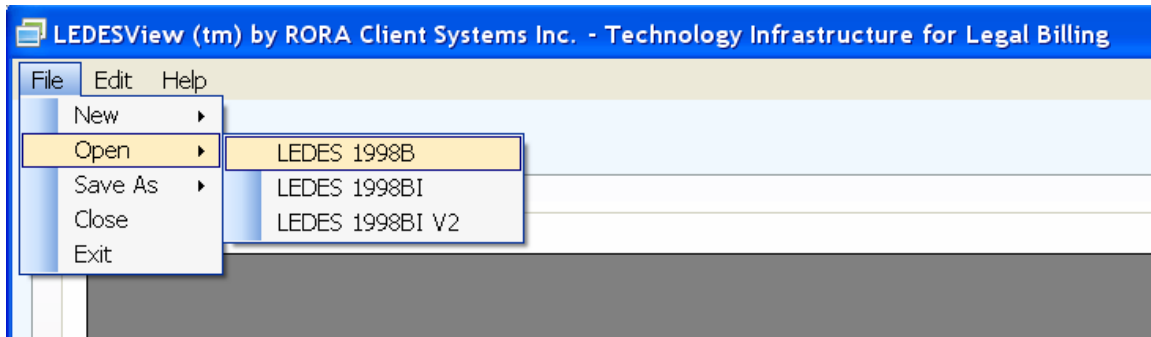 LEDESView (tm) by RORA Client Systems Inc. - Technology Infrastructure for Legal Billing
File Edit Help
New
Open
Save As
Close
Exit
LEDES 1998B
LEDES 1998BI
LEDES 1998BI V2